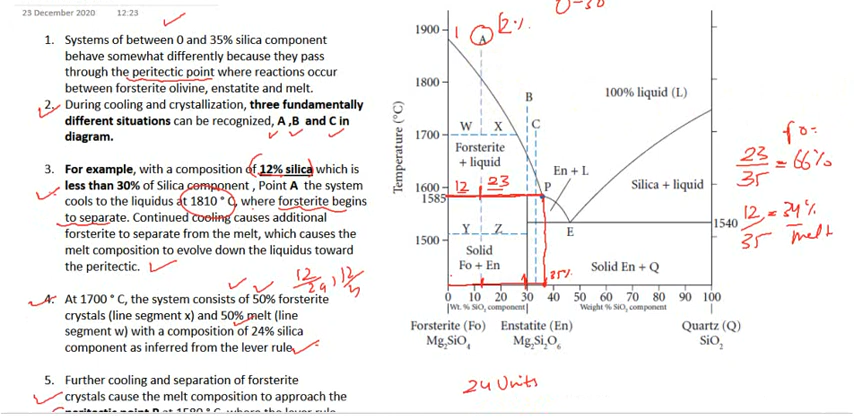 23 December 2020 12:23
1. Systems of between 0 and 35% silica component
behave somewhat differently because they pass
through the peritectic point where reactions occur
between forsterite olivine, enstatite and melt.
2. During cooling and crystallization, three fundamentally
different situations can be recognized, A ,B and C in
diagram.
3. For example, with a composition of 12% silica which is
less than 30% of Silica component , Point A the system
cools to the liquidus at 1810 ° C, where forsterite begins
to separate. Continued cooling causes additional
forsterite to separate from the melt, which causes the
melt composition to evolve down the liquidus toward
the peritectic.
12/24, 12/
4. At 1700 ° C, the system consists of 50% forsterite
crystals (line segment x) and 50% melt (line
segment w) with a composition of 24% silica
component as inferred from the lever rule.
5. Further cooling and separation of forsterite
crystals cause the melt composition to approach the
Temperature (°C)
1900
1800
1700
1600
1585
1500
1 A 12%
B
C
100% liquid (L)
W X
Forsterite
+ liquid
12 23
P
En + L
Silica + liquid
1540
E
Y Z
Solid
Fo + En
Solid En + Q
35%
0 10 20 30 40 50 60 70 80 90 100
Wt. % SiO2 component
Weight % SiO2 component
Forsterite (Fo) Enstatite (En) Quartz (Q)
Mg2SiO4 Mg2Si2O6 SiO2
24 Units
fo=
23/35 = 66%
12/35 = 34%
melt